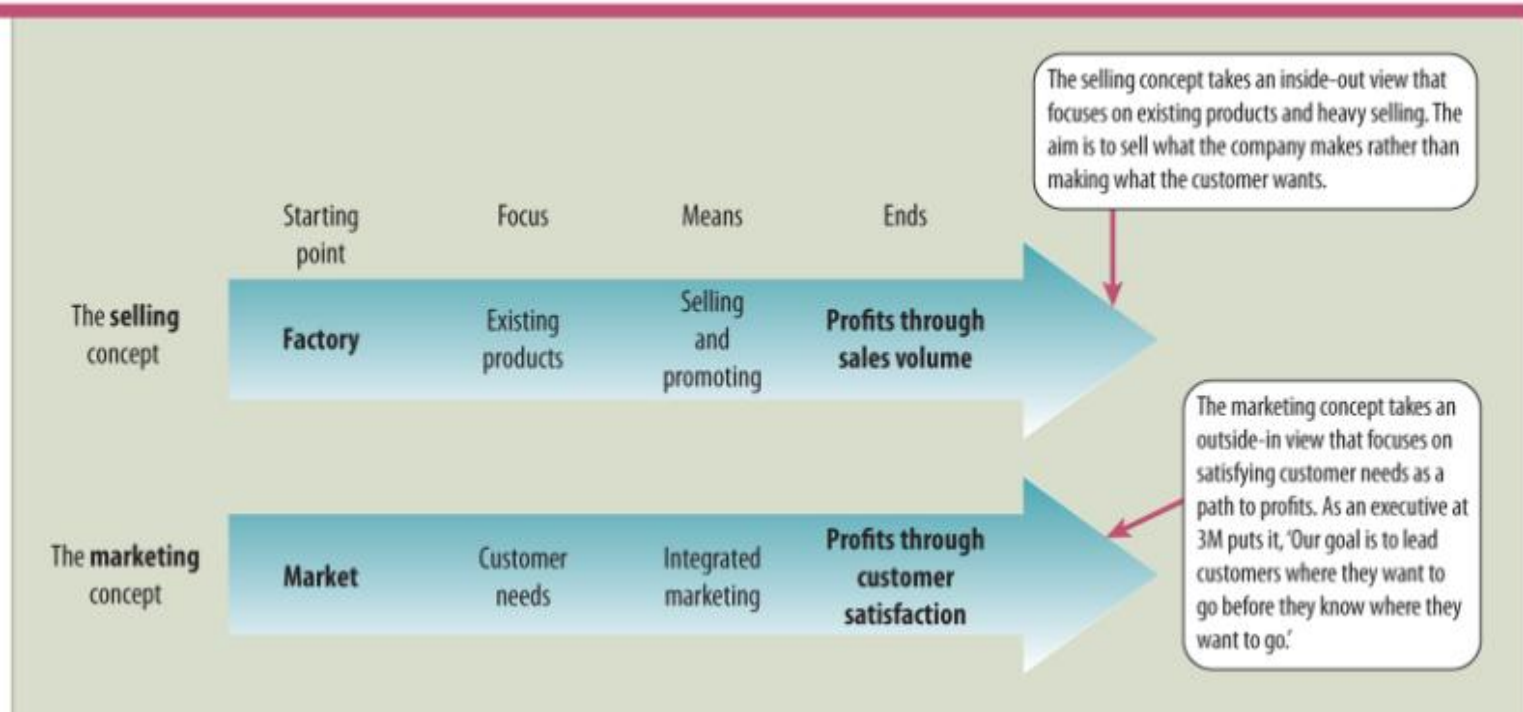 The selling concept takes an inside-out view that
focuses on existing products and heavy selling. The
aim is to sell what the company makes rather than
making what the customer wants.
Starting
point
Focus
Means
Ends
The selling
concept
Factory
Existing
products
Selling
and
promoting
Profits through
sales volume
The marketing
concept
Market
Customer
needs
Integrated
marketing
Profits through
customer
satisfaction
The marketing concept takes an
outside-in view that focuses on
satisfying customer needs as a
path to profits. As an executive at
3M puts it, ‘Our goal is to lead
customers where they want to
go before they know where they
want to go.’